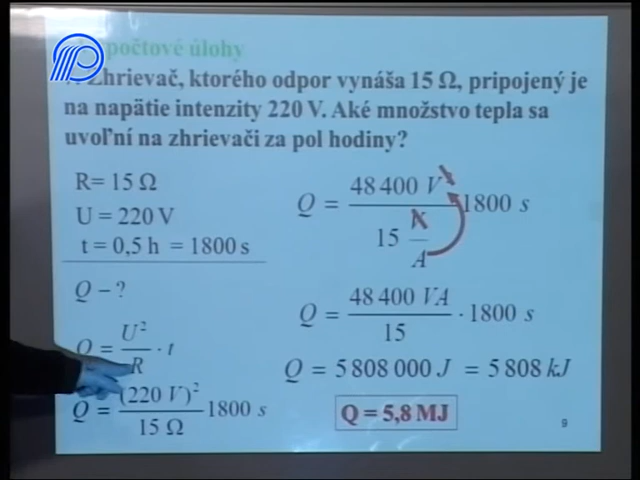 počtové úlohy
Zhrievač, ktorého odpor vynáša 15 Ω, pripojený je
na napätie intenzity 220 V. Aké množstvo tepla sa
uvoľní na zhrievači za pol hodiny?
R= 15 Ω
U = 220 V
t = 0,5 h = 1800 s
Q – ?
Q = U²/R · t
Q = (220 V)²/15 Ω 1800 s
Q = 48 400 V²/15 V/A 1800 s
Q = 48 400 VA/15 · 1800 s
Q = 5 808 000 J = 5 808 kJ
Q = 5,8 MJ
9